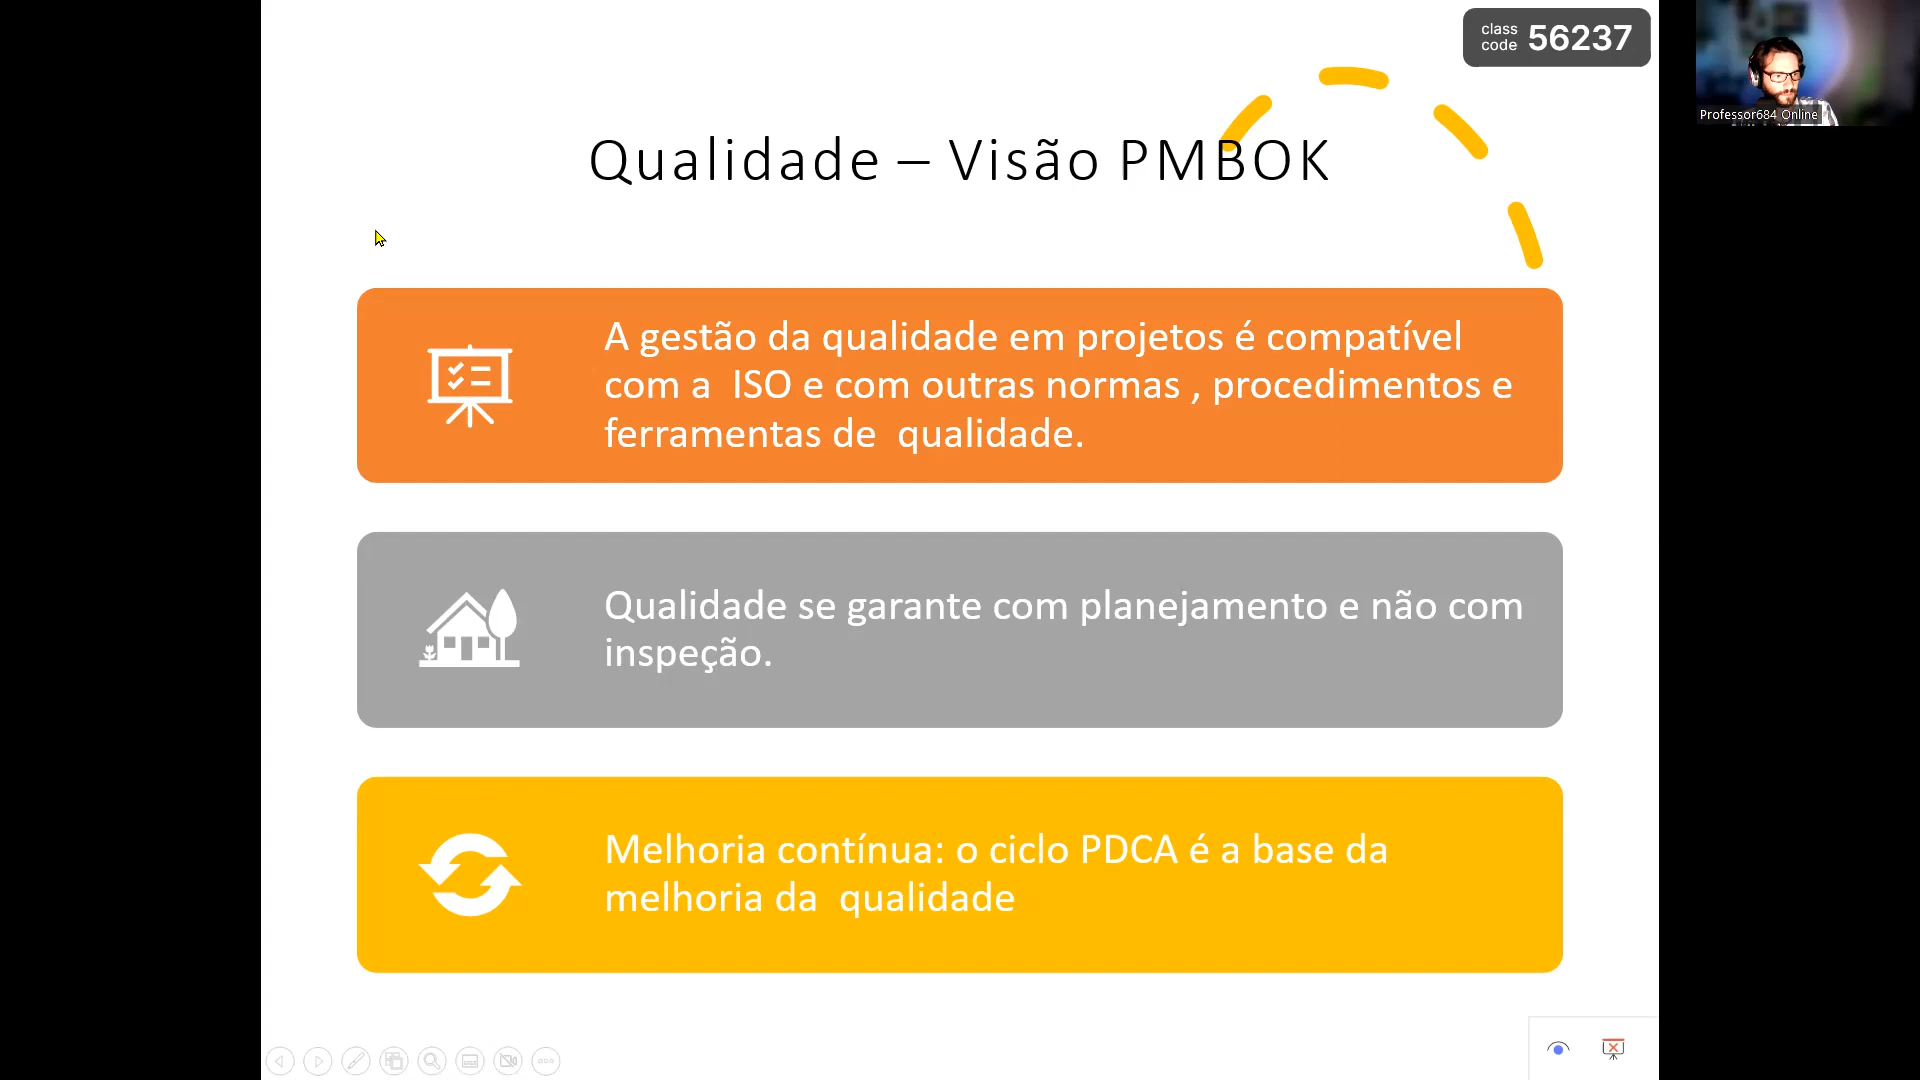 class
code 56237
Professor684 Online
Qualidade – Visão PMBOK
A gestão da qualidade em projetos é compatível
com a  ISO e com outras normas , procedimentos e
ferramentas de  qualidade.
Qualidade se garante com planejamento e não com
inspeção.
Melhoria contínua: o ciclo PDCA é a base da
melhoria da  qualidade